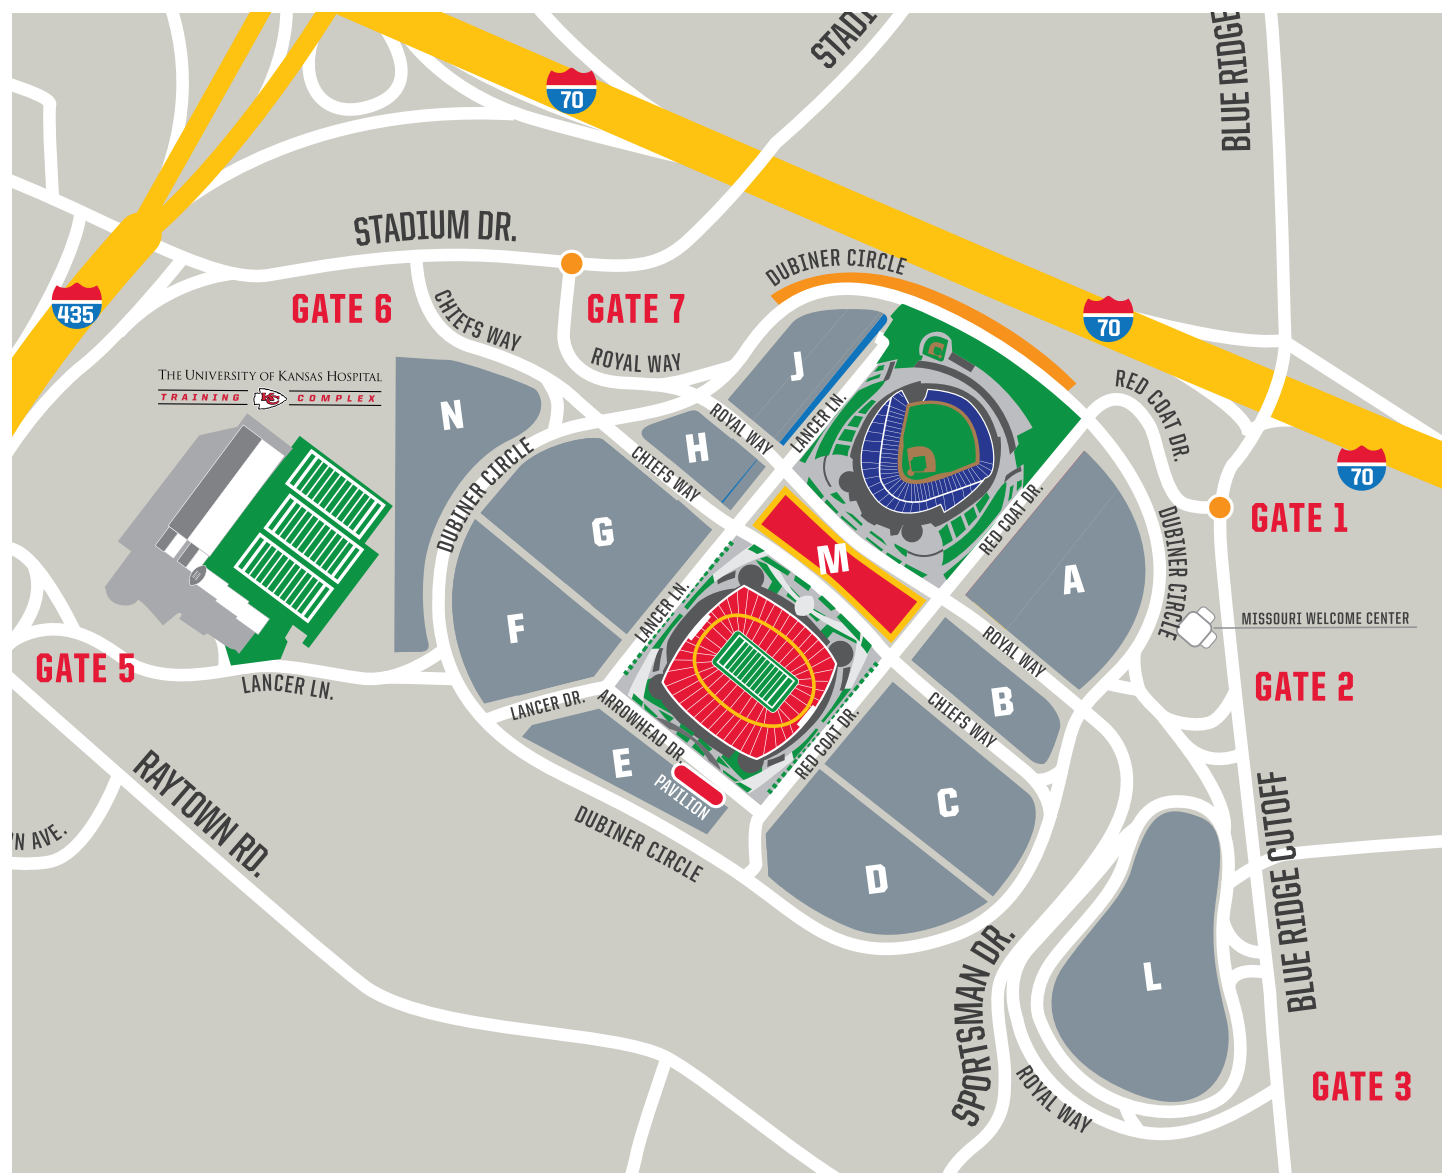 STADI
BLUE RIDGE
70
STADIUM DR.
DUBINER CIRCLE
435
GATE 6
CHIEFS WAY
GATE 7
ROYAL WAY
70
THE UNIVERSITY OF KANSAS HOSPITAL
TRAINING KC COMPLEX
J
RED COAT DR.
N
ROYAL WAY
LANCER LN.
H
CHIEFS WAY
70
DUBINER CIRCLE
G
RED COAT DR.
GATE 1
M
A
DUBINER CIRCLE
LANCER LN.
F
MISSOURI WELCOME CENTER
GATE 5
LANCER LN.
ROYAL WAY
GATE 2
LANCER DR.
ARROWHEAD DR.
B
CHIEFS WAY
RED COAT DR.
E
PAVILION
C
RAYTOWN RD.
N AVE.
DUBINER CIRCLE
D
BLUE RIDGE CUTOFF
SPORTSMAN DR.
L
ROYAL WAY
GATE 3